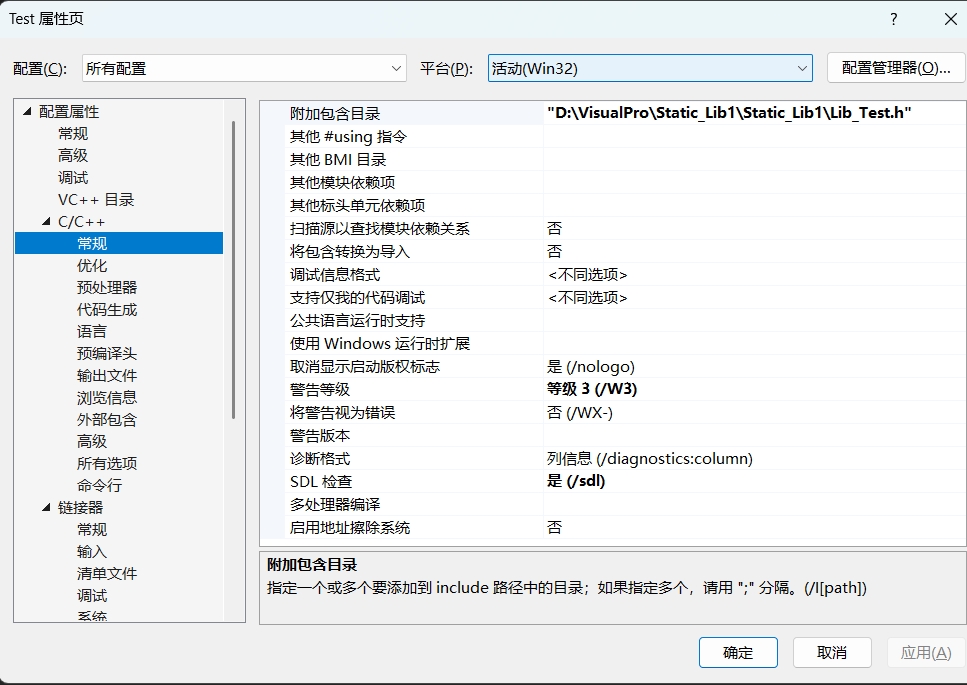 Test 属性页
?
配置(C): 所有配置 平台(P): 活动(Win32) 配置管理器(O)...
配置属性
常规
高级
调试
VC++ 目录
C/C++
常规
优化
预处理器
代码生成
语言
预编译头
输出文件
浏览信息
外部包含
高级
所有选项
命令行
链接器
常规
输入
清单文件
调试
系统
附加包含目录 "D:\VisualPro\Static_Lib1\Static_Lib1\Lib_Test.h"
其他 #using 指令
其他 BMI 目录
其他模块依赖项
其他标头单元依赖项
扫描源以查找模块依赖关系 否
将包含转换为导入 否
调试信息格式 <不同选项>
支持仅我的代码调试 <不同选项>
公共语言运行时支持
使用 Windows 运行时扩展
取消显示启动版权标志 是 (/nologo)
警告等级 等级 3 (/W3)
将警告视为错误 否 (/WX-)
警告版本
诊断格式 列信息 (/diagnostics:column)
SDL 检查 是 (/sdl)
多处理器编译
启用地址擦除系统 否
附加包含目录
指定一个或多个要添加到 include 路径中的目录；如果指定多个，请用 ";" 分隔。(/I[path])
确定 取消 应用(A)